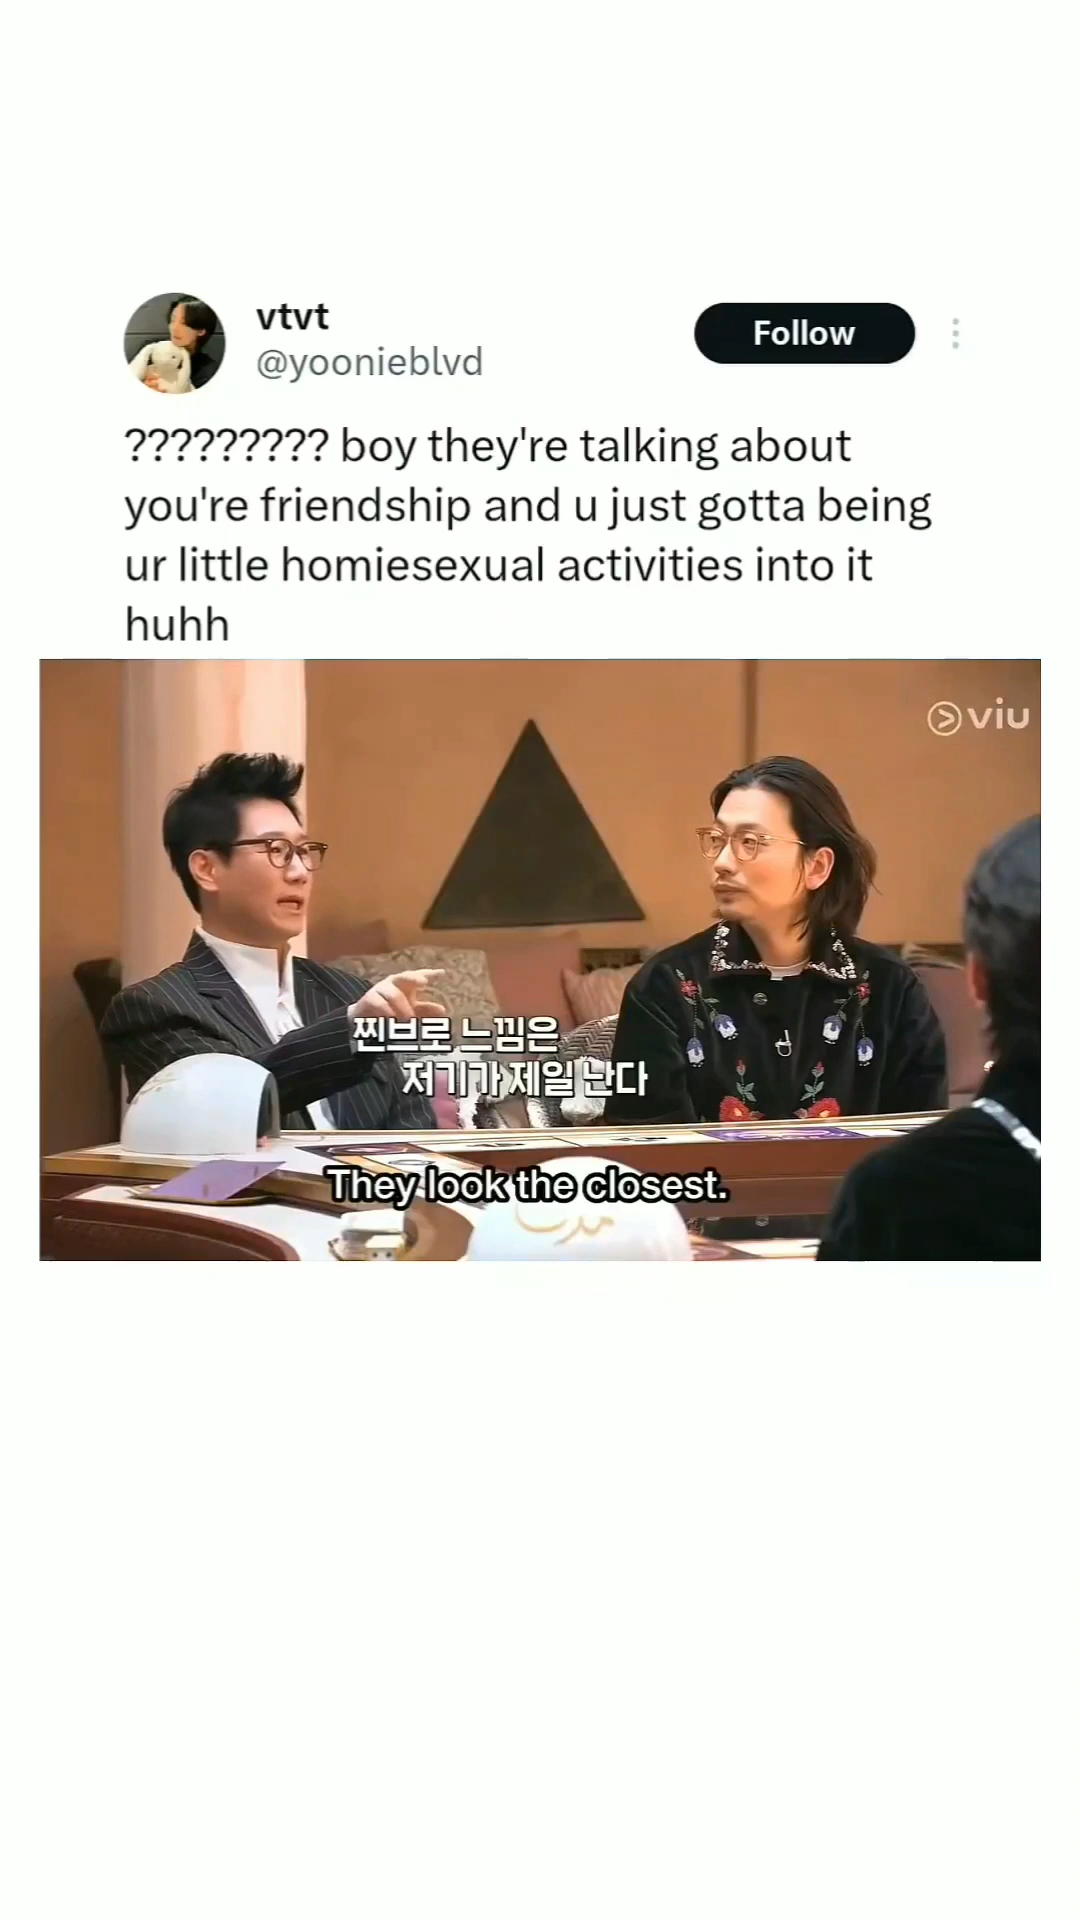 vtvt
@yoonieblvd
Follow
????????? boy they're talking about
you're friendship and u just gotta being
ur little homiesexual activities into it
huhh
viu
찐브로 느낌은
저기가 제일 난다
They look the closest.